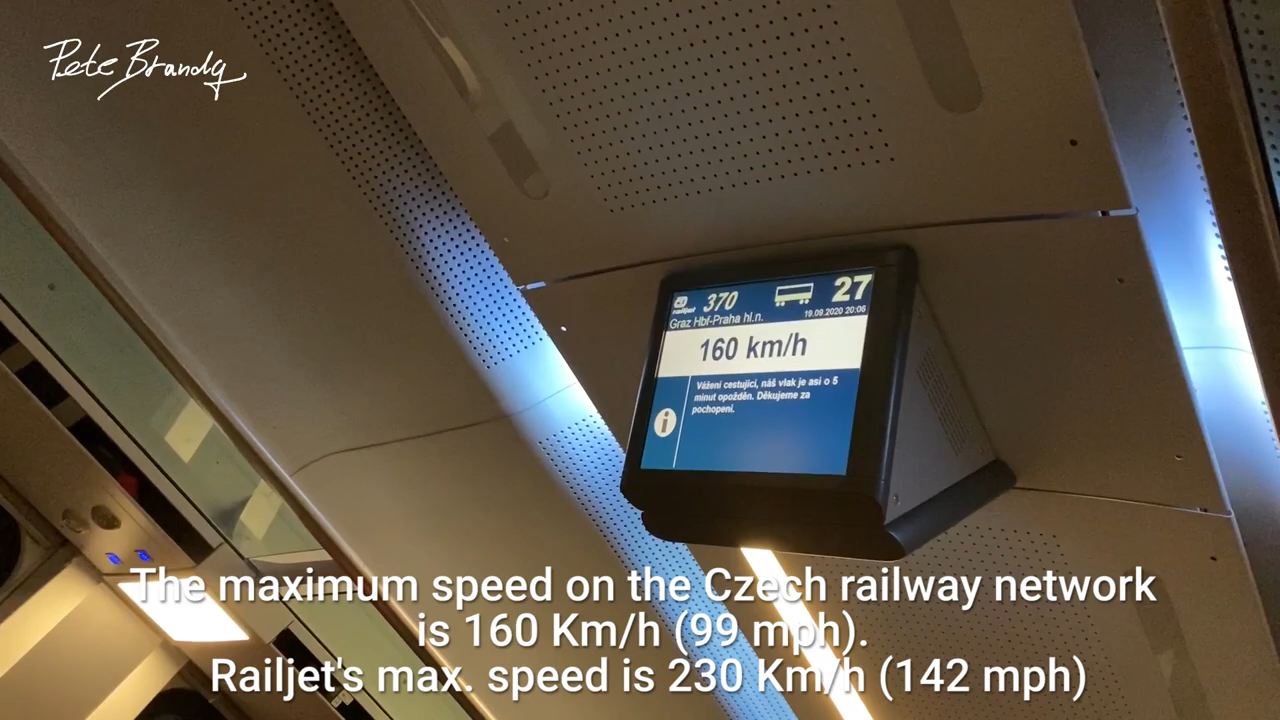 Pete Brandy
railjet 370 27
Graz Hbf-Praha hl.n. 19.09.2020 20:06
160 km/h
Vážení cestující, náš vlak je asi o 5
minut opožděn. Děkujeme za
pochopení.
i
The maximum speed on the Czech railway network
is 160 Km/h (99 mph).
Railjet's max. speed is 230 Km/h (142 mph)